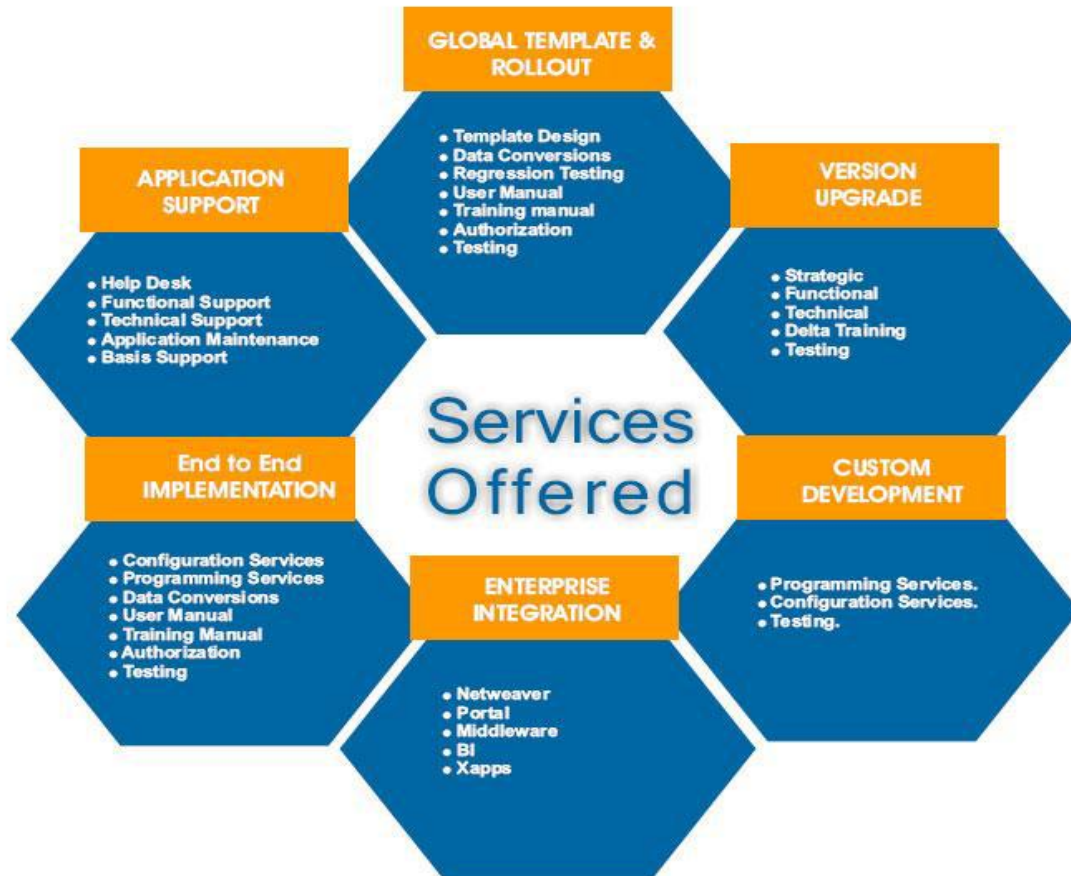 GLOBAL TEMPLATE &
ROLLOUT
• Template Design
• Data Conversions
• Regression Testing
• User Manual
• Training manual
• Authorization
• Testing
APPLICATION
SUPPORT
• Help Desk
• Functional Support
• Technical Support
• Application Maintenance
• Basis Support
VERSION
UPGRADE
• Strategic
• Functional
• Technical
• Delta Training
• Testing
Services
Offered
End to End
IMPLEMENTATION
• Configuration Services
• Programming Services
• Data Conversions
• User Manual
• Training Manual
• Authorization
• Testing
ENTERPRISE
INTEGRATION
• Netweaver
• Portal
• Middleware
• BI
• Xapps
CUSTOM
DEVELOPMENT
• Programming Services.
• Configuration Services.
• Testing.